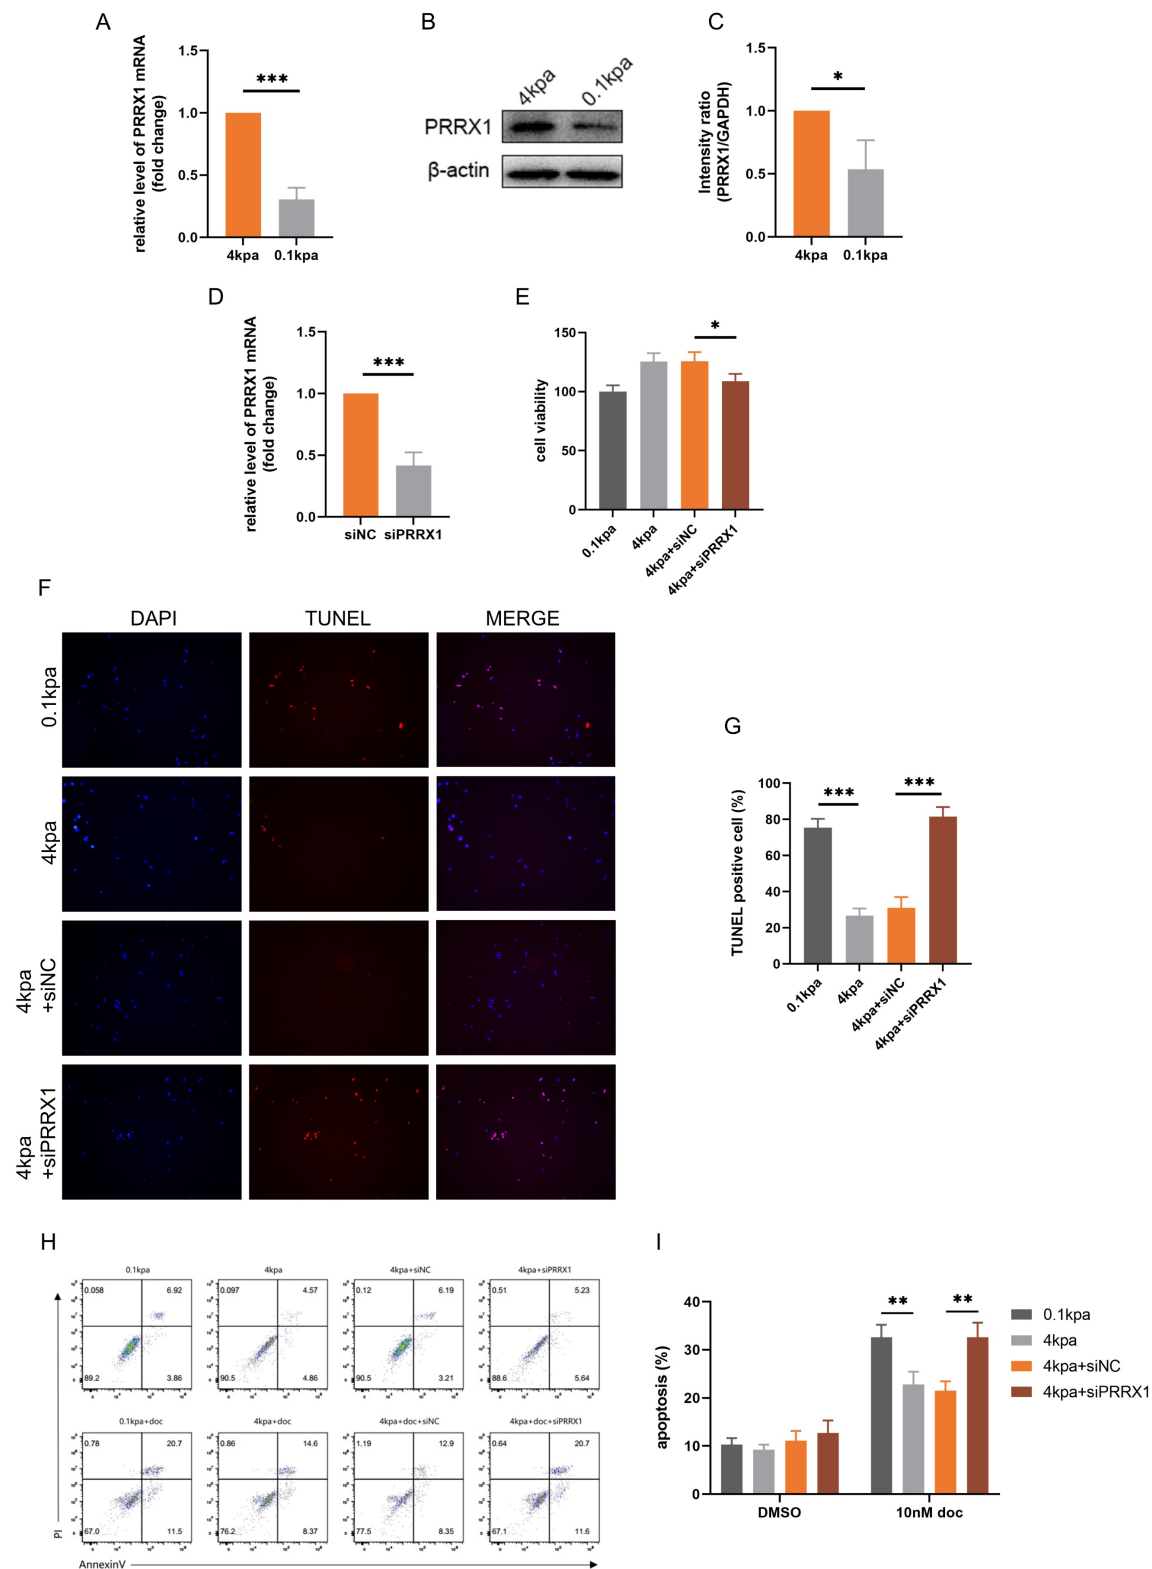 A
relative level of PRRX1 mRNA
(fold change)
1.5
1.0
0.5
0.0
***
4kpa 0.1kpa
B
4kpa 0.1kpa
PRRX1
β-actin
C
Intensity ratio
(PRRX1/GAPDH)
1.5
1.0
0.5
0.0
*
4kpa 0.1kpa
D
relative level of PRRX1 mRNA
(fold change)
1.5
1.0
0.5
0.0
***
siNC siPRRX1
E
cell viability
150
100
50
0
*
0.1kpa
4kpa
4kpa+siNC
4kpa+siPRRX1
F
DAPI TUNEL MERGE
0.1kpa
4kpa
4kpa
+siNC
4kpa
+siPRRX1
G
TUNEL positive cell (%)
100
80
60
40
20
0
*** ***
0.1kpa
4kpa
4kpa+siNC
4kpa+siPRRX1
H
0.1kpa 4kpa 4kpa+siNC 4kpa+siPRRX1
0.058 6.92 0.097 4.57 0.12 6.19 0.51 5.23
89.2 3.86 90.5 4.86 90.5 3.21 88.6 5.64
0.1kpa+doc 4kpa+doc 4kpa+doc+siNC 4kpa+doc+siPRRX1
0.78 20.7 0.86 14.6 1.19 12.9 0.64 20.7
67.0 11.5 76.2 8.37 77.5 8.35 67.1 11.6
PI
AnnexinV
I
apoptosis (%)
40
30
20
10
0
** **
DMSO 10nM doc
0.1kpa
4kpa
4kpa+siNC
4kpa+siPRRX1